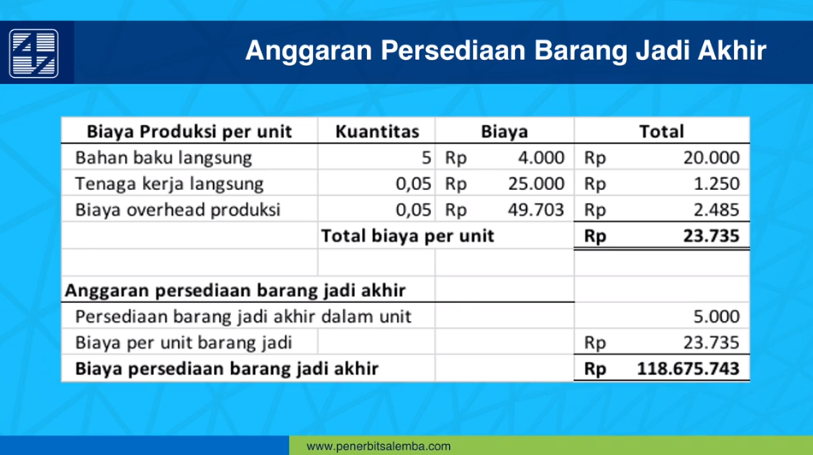 Anggaran Persediaan Barang Jadi Akhir
Biaya Produksi per unit Kuantitas Biaya Total
Bahan baku langsung 5 Rp 4.000 Rp 20.000
Tenaga kerja langsung 0,05 Rp 25.000 Rp 1.250
Biaya overhead produksi 0,05 Rp 49.703 Rp 2.485
Total biaya per unit Rp 23.735
Anggaran persediaan barang jadi akhir
Persediaan barang jadi akhir dalam unit 5.000
Biaya per unit barang jadi Rp 23.735
Biaya persediaan barang jadi akhir Rp 118.675.743
www.penerbitsalemba.com